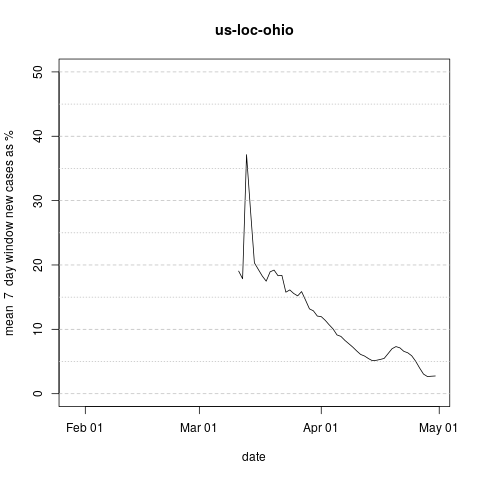 us-loc-ohio
mean 7 day window new cases as %
50
40
30
20
10
0
Feb 01
Mar 01
Apr 01
May 01
date